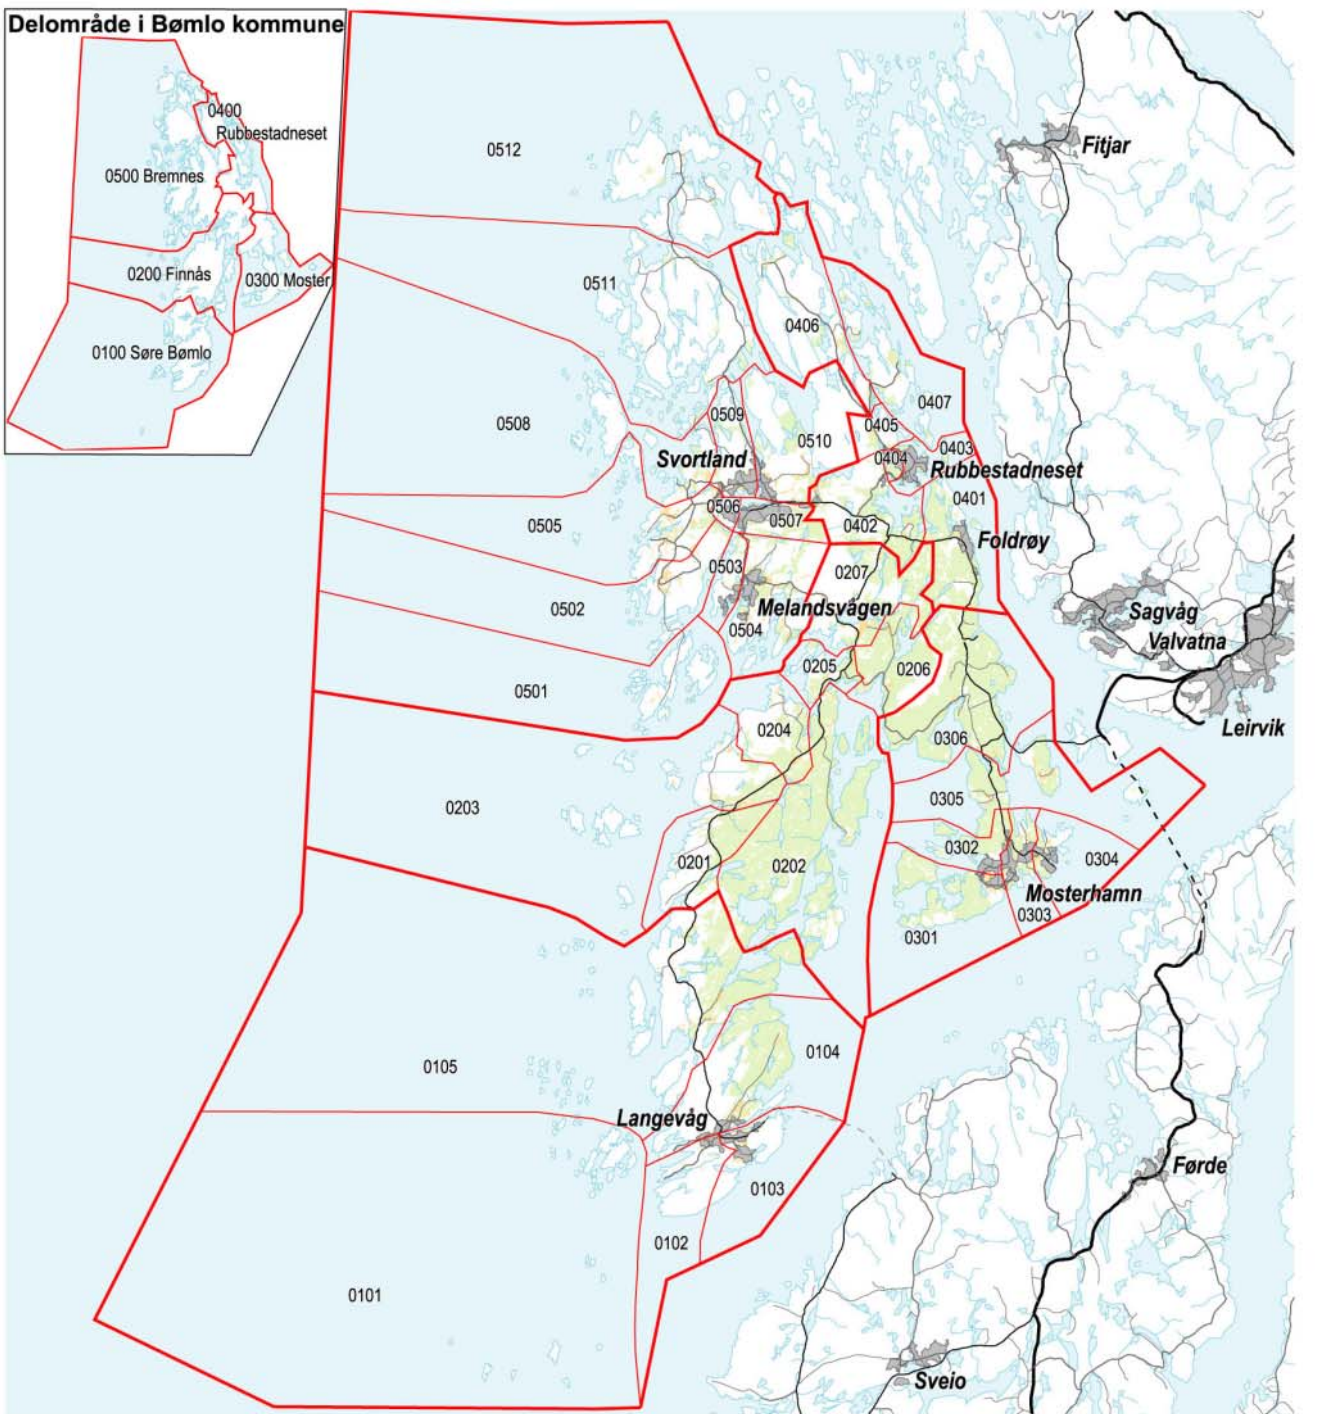 Delområde i Bømlo kommune
0400
Rubbestadneset
0500 Bremnes
0200 Finnås
0300 Moster
0100 Søre Bømlo
0512
Fitjar
0511
0406
0407
0509
0405
0510
0508
0403
Svortland
0404
Rubbestadneset
0401
0506
0507
0505
0402
Foldrøy
0503
0207
0502
Melandsvågen
Sagvåg
0504
Valvatna
0205
0206
0501
Leirvik
0204
0306
0305
0203
0302
0304
0201
0202
Mosterhamn
0303
0301
0104
0105
Langevåg
Førde
0103
0102
0101
Sveio